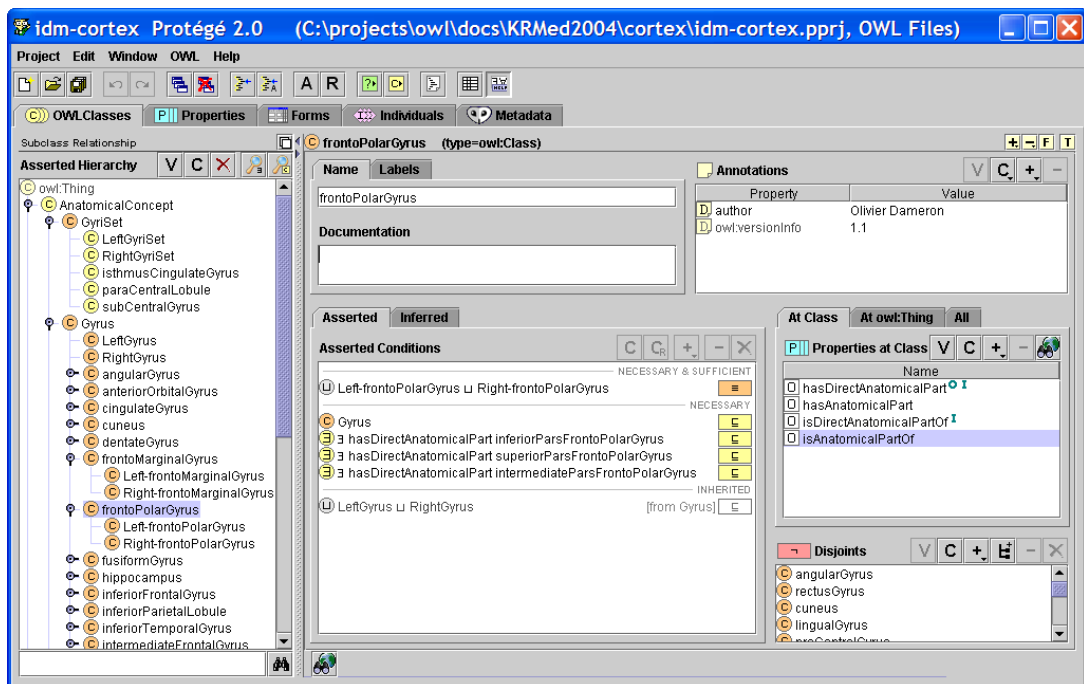 idm-cortex Protégé 2.0 (C:\projects\owl\docs\KRMed2004\cortex\idm-cortex.pprj, OWL Files)
Project Edit Window OWL Help
A R
C)) OWLClasses P Properties Forms Individuals Metadata
Subclass Relationship
Asserted Hierarchy V C
owl:Thing
AnatomicalConcept
GyriSet
LeftGyriSet
RightGyriSet
isthmusCingulateGyrus
paraCentralLobule
subCentralGyrus
Gyrus
LeftGyrus
RightGyrus
angularGyrus
anteriorOrbitalGyrus
cingulateGyrus
cuneus
dentateGyrus
frontoMarginalGyrus
Left-frontoMarginalGyrus
Right-frontoMarginalGyrus
frontoPolarGyrus
Left-frontoPolarGyrus
Right-frontoPolarGyrus
fusiformGyrus
hippocampus
inferiorFrontalGyrus
inferiorParietalLobule
inferiorTemporalGyrus
intermediateFrontalGyrus
C frontoPolarGyrus (type=owl:Class) + - F T
Name Labels
frontoPolarGyrus
Documentation
Annotations V C + -
Property Value
D author Olivier Dameron
D owl:versionInfo 1.1
Asserted Inferred
Asserted Conditions C CR + - X
NECESSARY & SUFFICIENT
Left-frontoPolarGyrus ⊔ Right-frontoPolarGyrus ≡
NECESSARY
C Gyrus ⊑
∃ hasDirectAnatomicalPart inferiorParsFrontoPolarGyrus ⊑
∃ hasDirectAnatomicalPart superiorParsFrontoPolarGyrus ⊑
∃ hasDirectAnatomicalPart intermediateParsFrontoPolarGyrus ⊑
INHERITED
LeftGyrus ⊔ RightGyrus [from Gyrus] ⊑
At Class At owl:Thing All
P Properties at Class V C + -
Name
O hasDirectAnatomicalPart O I
O hasAnatomicalPart
O isDirectAnatomicalPartOf I
O isAnatomicalPartOf
¬ Disjoints V C + - X
C angularGyrus
C rectusGyrus
C cuneus
C lingualGyrus